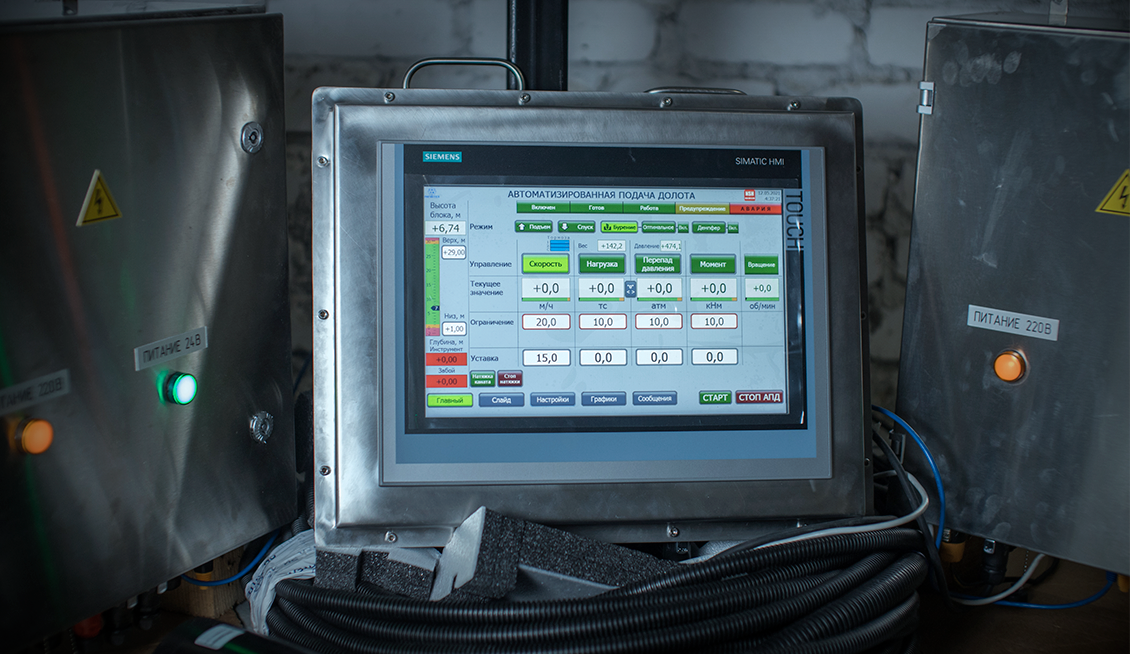 SIEMENS
SIMATIC HMI
TOUCH
АВТОМАТИЗИРОВАННАЯ ПОДАЧА ДОЛОТА
Включен Готов Работа Предупреждения АВАРИЯ
Высота блока, м
+6,74
Режим Подъем Спуск Бурение Оптимальное Вкл. Демпфер Вкл.
Верх, м
+29,00
Вес +142,2 Давление +474,1
Управление Скорость Нагрузка Перепад давления Момент Вращение
Текущее значение +0,0 +0,0 +0,0 +0,0 +0,0
м/ч тс атм кНм об/мин
Низ, м
+1,00
Ограничение 20,0 10,0 10,0 10,0
Глубина, м
Инструмент
+0,00
Уставка 15,0 0,0 0,0 0,0
Забой
+0,00
Натяжка каната Стоп натяжки
Главный Слайд Настройки Графики Сообщения СТАРТ СТОП АПД
ПИТАНИЕ 24В
ПИТАНИЕ 220В
ПИТАНИЕ 220В